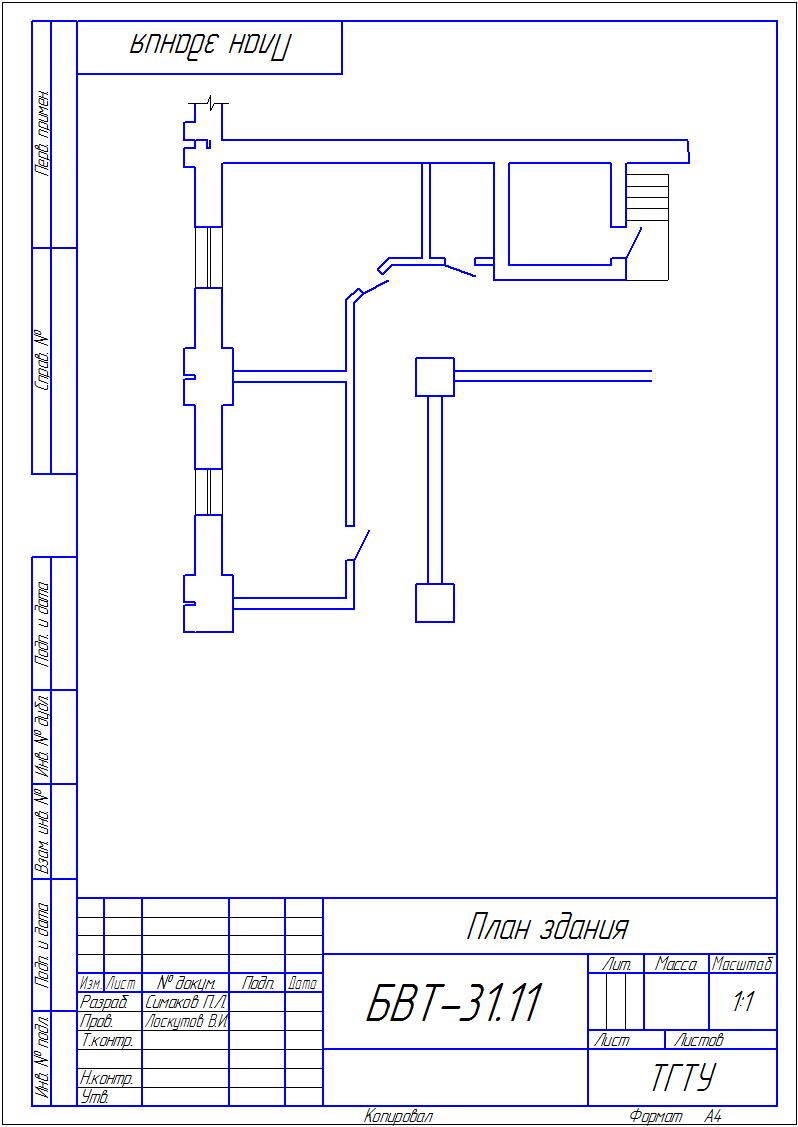 План здания
Перв. примен.
Справ. №
Подп. и дата
Инв. № дубл.
Взам. инв. №
Подп. и дата
Инв. № подл.
План здания
Изм. Лист № докум. Подп. Дата
Разраб. Симаков П.Л.
Пров. Лоскутов В.И.
Т.контр.
Н.контр.
Утв.
БВТ-31.11
Лит. Масса Масштаб
1:1
Лист Листов
ТГТУ
Копировал Формат А4